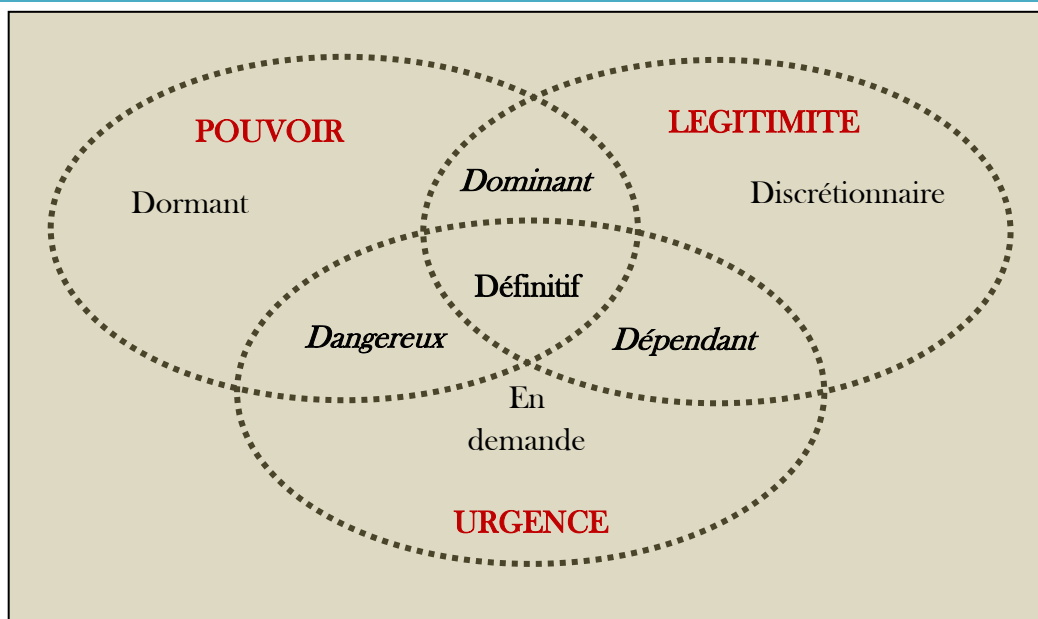 POUVOIR
LEGITIMITE
Dormant
Dominant
Discrétionnaire
Définitif
Dangereux
Dépendant
En
demande
URGENCE